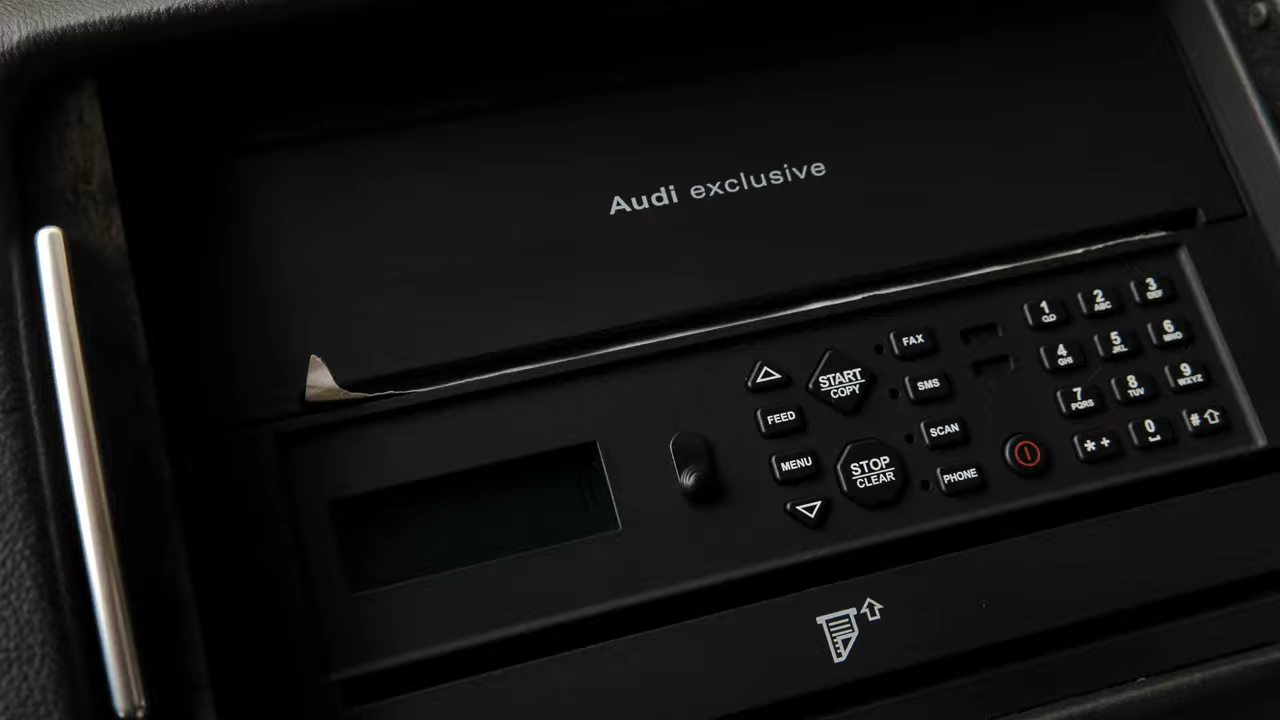 Audi exclusive
START
COPY
FEED
MENU
STOP
CLEAR
FAX
SMS
SCAN
PHONE
1
2
ABC
3
DEF
4
GHI
5
JKL
6
MNO
7
PQRS
8
TUV
9
WXYZ
* +
0
#